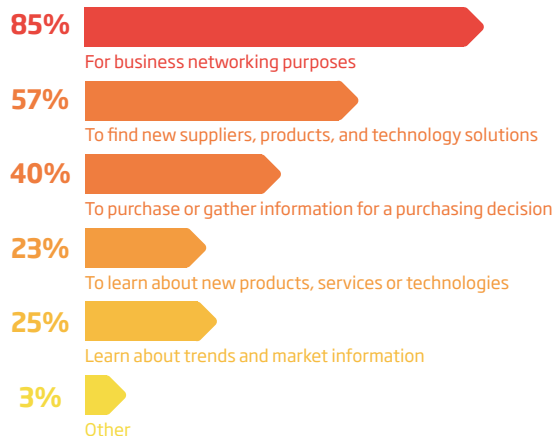 85%
For business networking purposes
57%
To find new suppliers, products, and technology solutions
40%
To purchase or gather information for a purchasing decision
23%
To learn about new products, services or technologies
25%
Learn about trends and market information
3%
Other